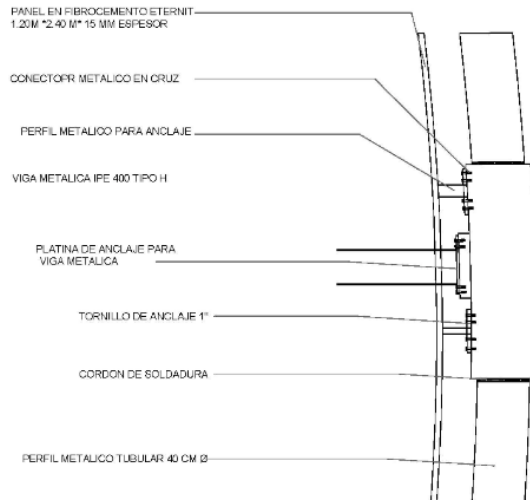 PANEL EN FIBROCEMENTO ETERNIT
1.20M *2.40 M* 15 MM ESPESOR
CONECTOPR METALICO EN CRUZ
PERFIL METALICO PARA ANCLAJE
VIGA METALICA IPE 400 TIPO H
PLATINA DE ANCLAJE PARA
VIGA METALICA
TORNILLO DE ANCLAJE 1"
CORDON DE SOLDADURA
PERFIL METALICO TUBULAR 40 CM Ø